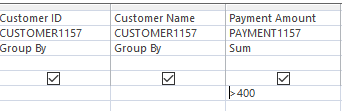 Customer ID Customer Name Payment Amount
CUSTOMER1157 CUSTOMER1157 PAYMENT1157
Group By Group By Sum
>400